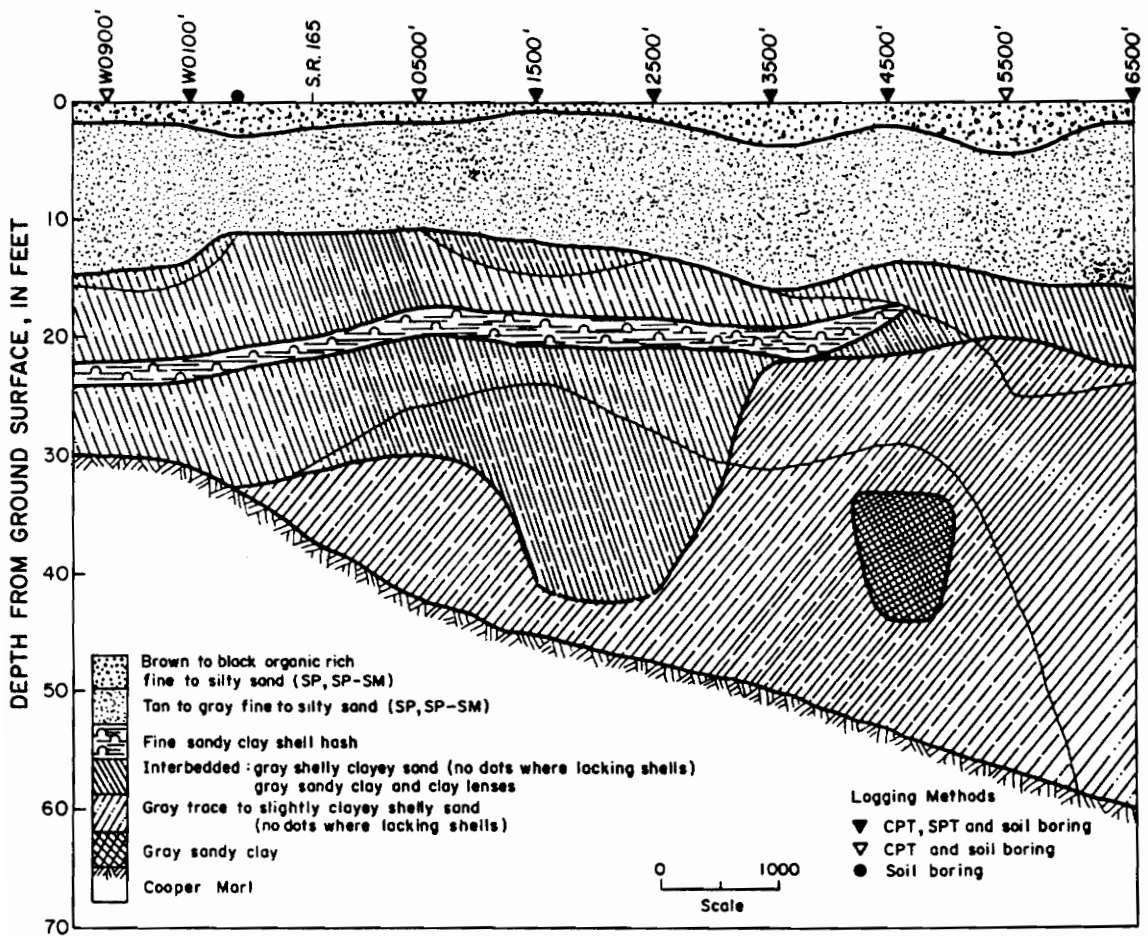 W0900'
W0100'
S.R. 165
0500'
1500'
2500'
3500'
4500'
5500'
6500'
DEPTH FROM GROUND SURFACE, IN FEET
0
10
20
30
40
50
60
70
Brown to black organic rich
fine to silty sand (SP, SP-SM)
Tan to gray fine to silty sand (SP, SP-SM)
Fine sandy clay shell hash
Interbedded : gray shelly clayey sand (no dots where lacking shells)
gray sandy clay and clay lenses
Gray trace to slightly clayey shelly sand
(no dots where lacking shells)
Gray sandy clay
Cooper Marl
0 1000
Scale
Logging Methods
▼ CPT, SPT and soil boring
▽ CPT and soil boring
● Soil boring